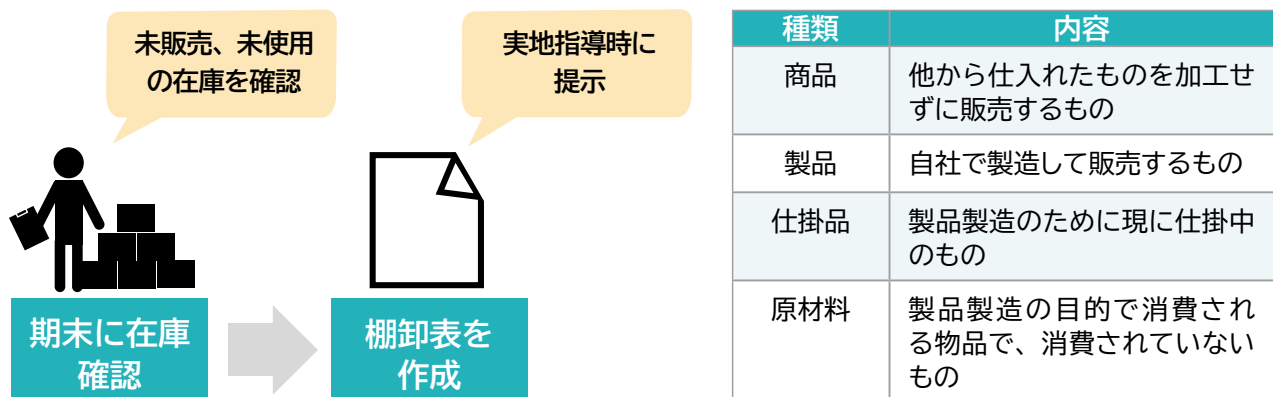 未販売、未使用
の在庫を確認
実地指導時に
提示
期末に在庫
確認
棚卸表を
作成
種類 内容
商品 他から仕入れたものを加工せ
ずに販売するもの
製品 自社で製造して販売するもの
仕掛品 製品製造のために現に仕掛中
のもの
原材料 製品製造の目的で消費され
る物品で、消費されていない
もの